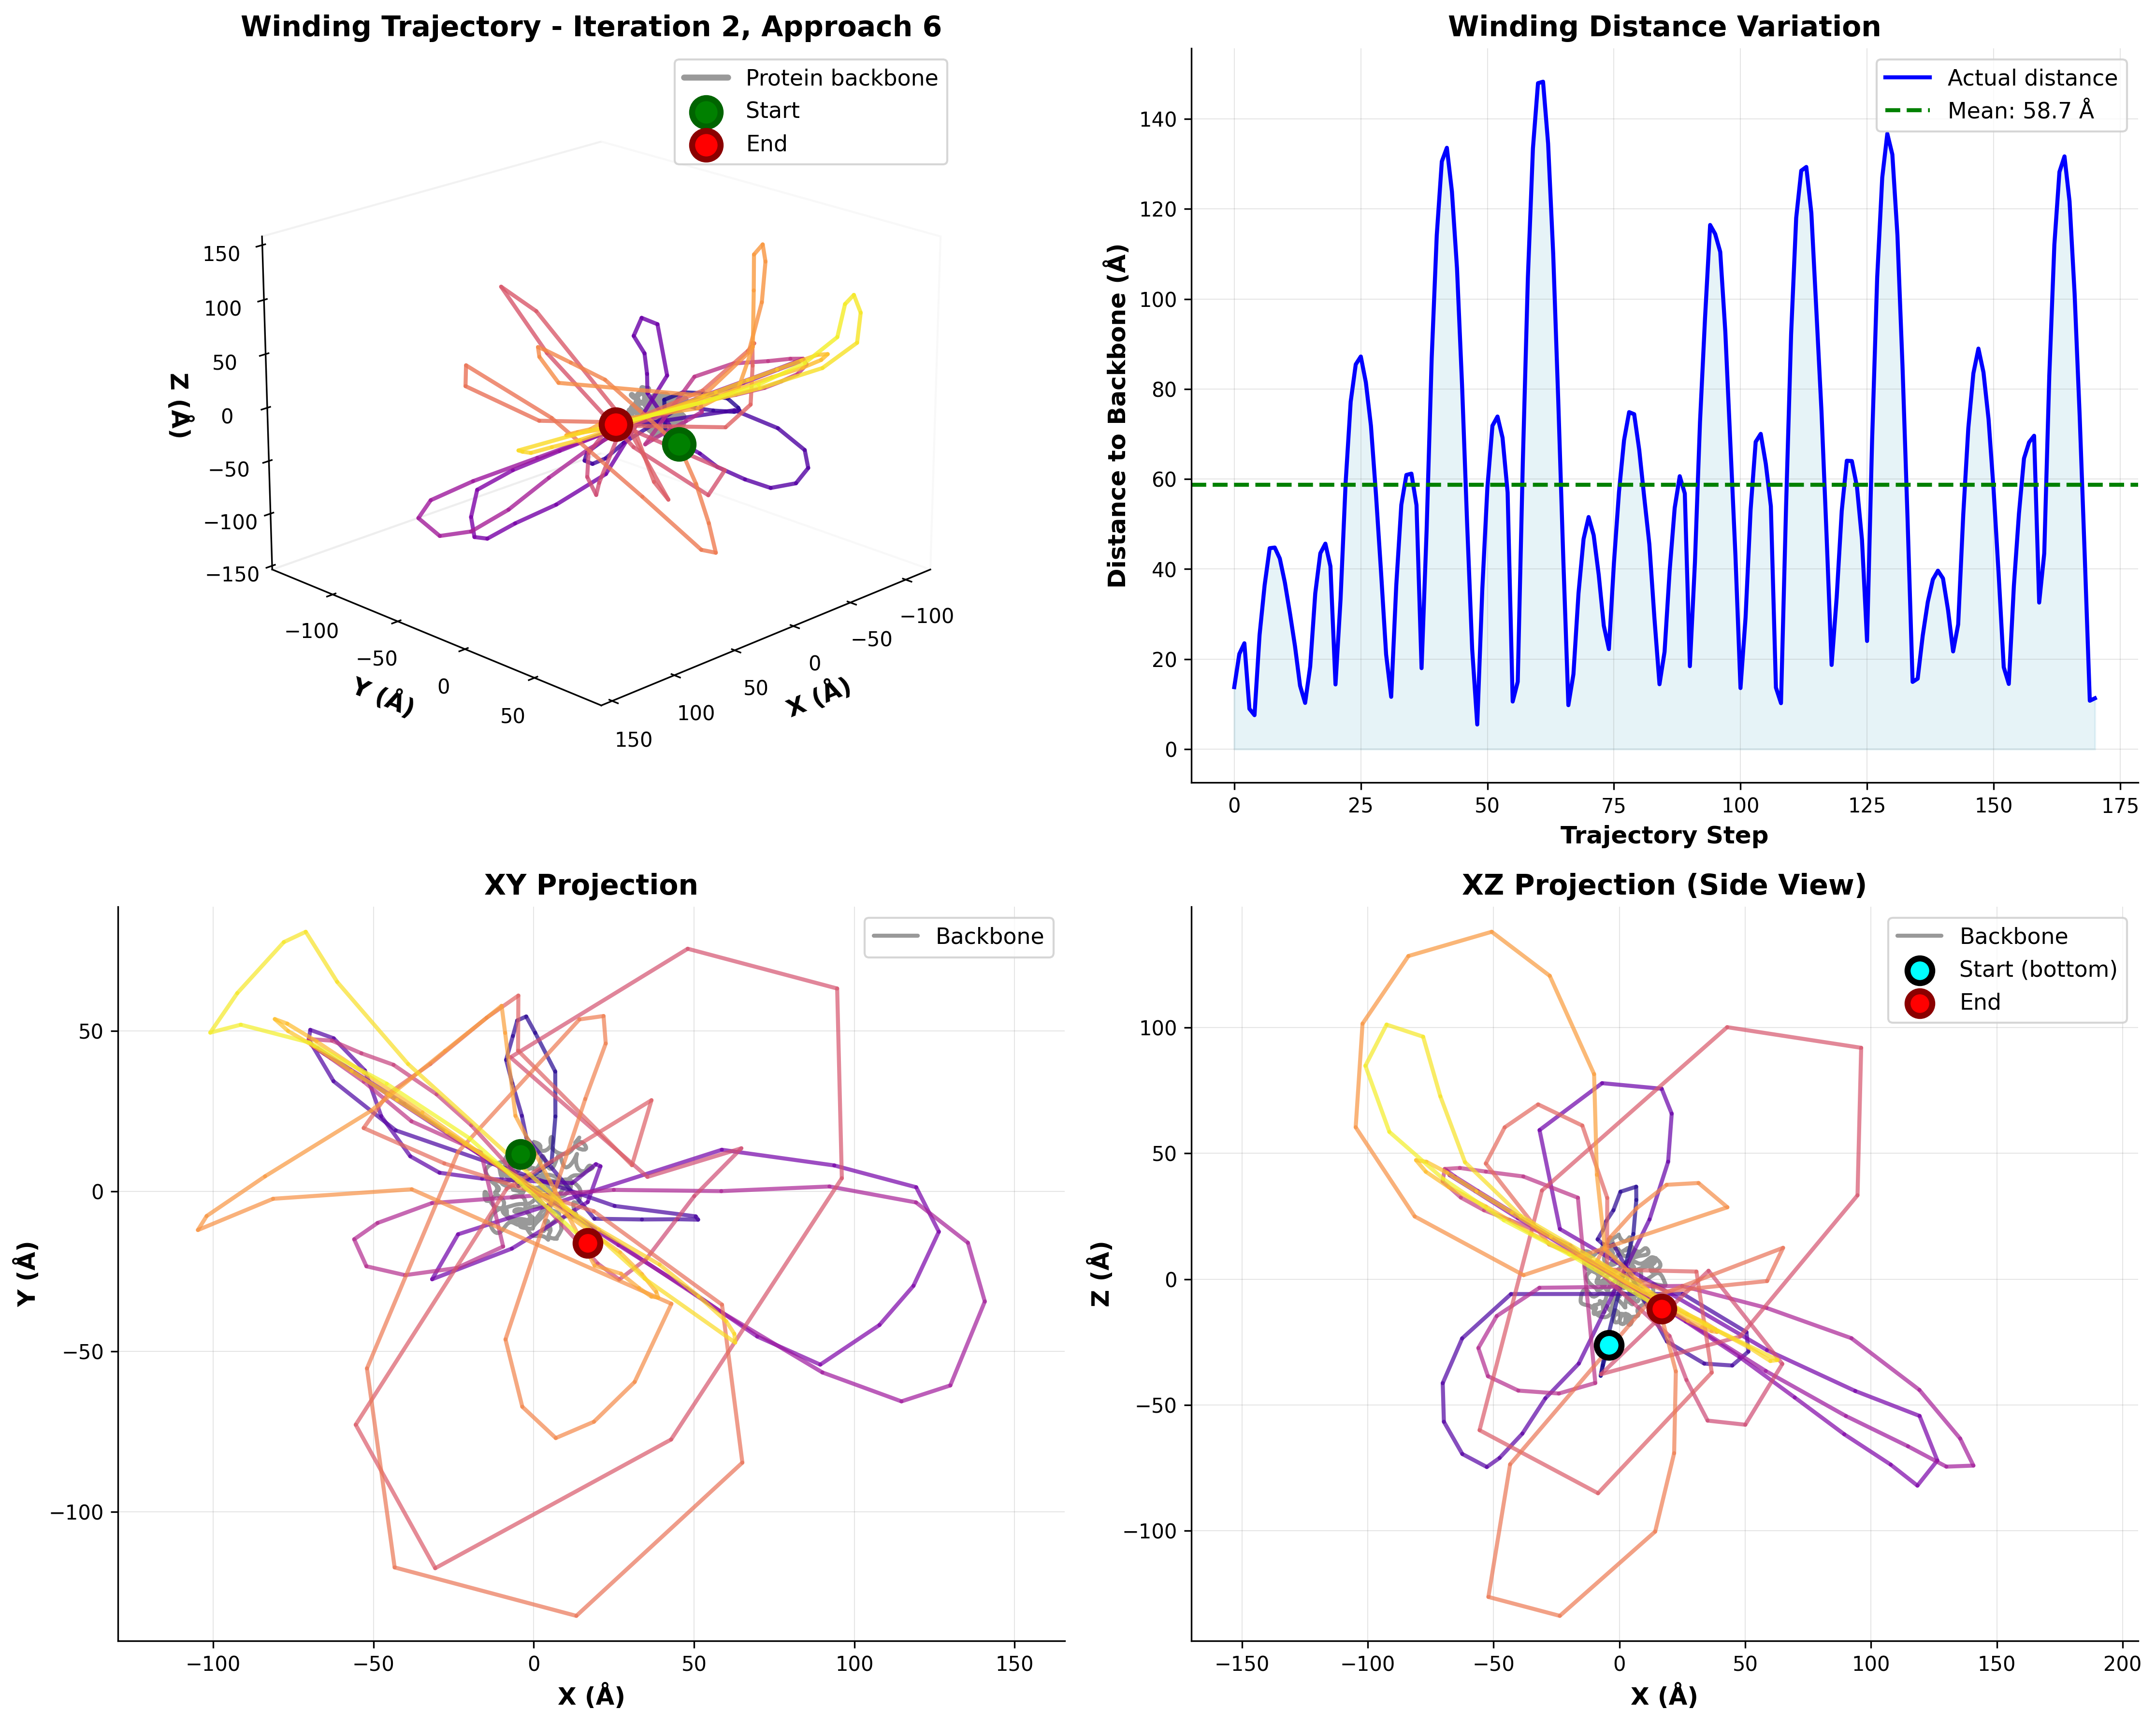 Winding Trajectory - Iteration 2, Approach 6
Protein backbone
Start
End
150
100
50
0
−50
−100
−150
Z (Å)
−100
−50
0
50
Y (Å)
150
100
50
0
−50
−100
X (Å)
Winding Distance Variation
Actual distance
Mean: 58.7 Å
140
120
100
80
60
40
20
0
Distance to Backbone (Å)
0
25
50
75
100
125
150
175
Trajectory Step
XY Projection
Backbone
50
0
−50
−100
Y (Å)
−100
−50
0
50
100
150
X (Å)
XZ Projection (Side View)
Backbone
Start (bottom)
End
100
50
0
−50
−100
Z (Å)
−150
−100
−50
0
50
100
150
200
X (Å)